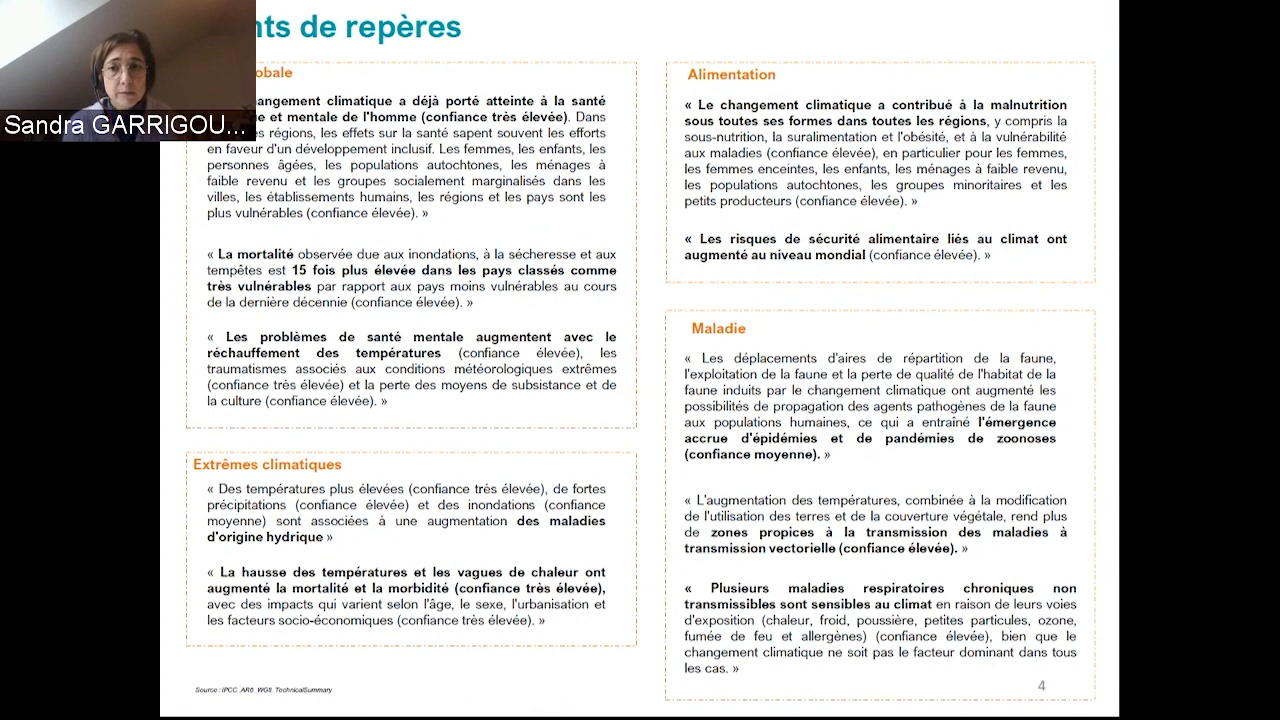 nts de repères
Sandra GARRIGOU...
obale
angement climatique a déjà porté atteinte à la santé
e et mentale de l'homme (confiance très élevée). Dans
es régions, les effets sur la santé sapent souvent les efforts
en faveur d'un développement inclusif. Les femmes, les enfants, les
personnes âgées, les populations autochtones, les ménages à
faible revenu et les groupes socialement marginalisés dans les
villes, les établissements humains, les régions et les pays sont les
plus vulnérables (confiance élevée). »
« La mortalité observée due aux inondations, à la sécheresse et aux
tempêtes est 15 fois plus élevée dans les pays classés comme
très vulnérables par rapport aux pays moins vulnérables au cours
de la dernière décennie (confiance élevée). »
« Les problèmes de santé mentale augmentent avec le
réchauffement des températures (confiance élevée), les
traumatismes associés aux conditions météorologiques extrêmes
(confiance très élevée) et la perte des moyens de subsistance et de
la culture (confiance élevée). »
Extrêmes climatiques
« Des températures plus élevées (confiance très élevée), de fortes
précipitations (confiance élevée) et des inondations (confiance
moyenne) sont associées à une augmentation des maladies
d'origine hydrique »
« La hausse des températures et les vagues de chaleur ont
augmenté la mortalité et la morbidité (confiance très élevée),
avec des impacts qui varient selon l'âge, le sexe, l'urbanisation et
les facteurs socio-économiques (confiance très élevée). »
Source : IPCC_AR6_WGII_TechnicalSummary
Alimentation
« Le changement climatique a contribué à la malnutrition
sous toutes ses formes dans toutes les régions, y compris la
sous-nutrition, la suralimentation et l'obésité, et à la vulnérabilité
aux maladies (confiance élevée), en particulier pour les femmes,
les femmes enceintes, les enfants, les ménages à faible revenu,
les populations autochtones, les groupes minoritaires et les
petits producteurs (confiance élevée). »
« Les risques de sécurité alimentaire liés au climat ont
augmenté au niveau mondial (confiance élevée). »
Maladie
« Les déplacements d'aires de répartition de la faune,
l'exploitation de la faune et la perte de qualité de l'habitat de la
faune induits par le changement climatique ont augmenté les
possibilités de propagation des agents pathogènes de la faune
aux populations humaines, ce qui a entraîné l'émergence
accrue d'épidémies et de pandémies de zoonoses
(confiance moyenne). »
« L'augmentation des températures, combinée à la modification
de l'utilisation des terres et de la couverture végétale, rend plus
de zones propices à la transmission des maladies à
transmission vectorielle (confiance élevée). »
« Plusieurs maladies respiratoires chroniques non
transmissibles sont sensibles au climat en raison de leurs voies
d'exposition (chaleur, froid, poussière, petites particules, ozone,
fumée de feu et allergènes) (confiance élevée), bien que le
changement climatique ne soit pas le facteur dominant dans tous
les cas. »
4